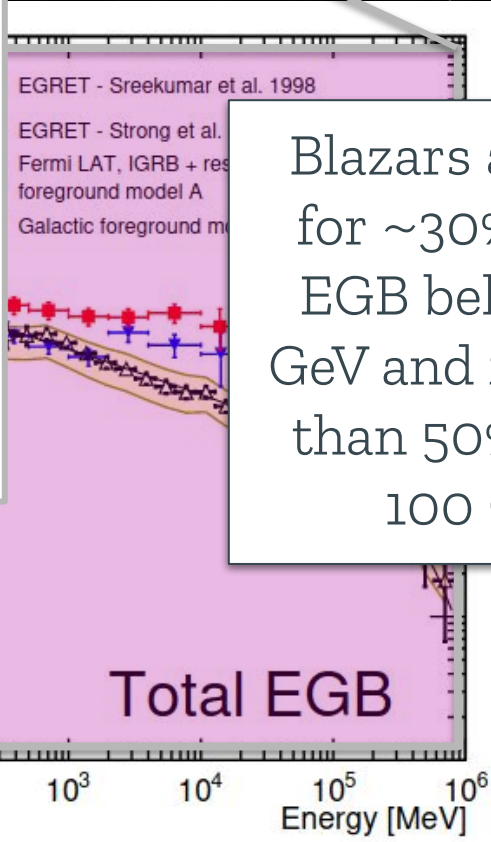 EGRET - Sreekumar et al. 1998
EGRET - Strong et al.
Fermi LAT, IGRB + res
foreground model A
Galactic foreground m
Blazars
for ~30%
EGB bel
GeV and
than 50%
100
Total EGB
10³ 10⁴ 10⁵ 10⁶
Energy [MeV]